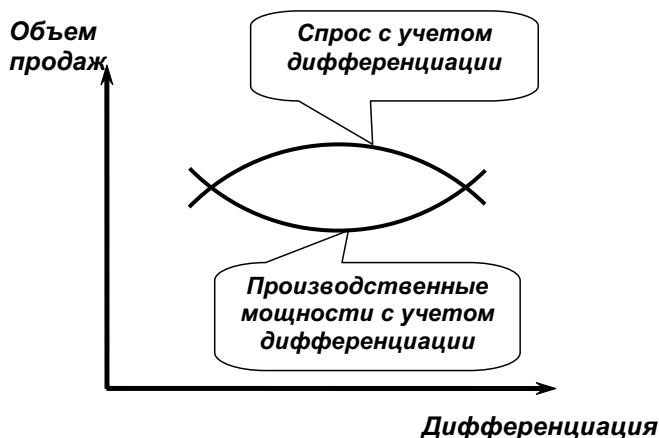 Объем
продаж
Спрос с учетом
дифференциации
Производственные
мощности с учетом
дифференциации
Дифференциация